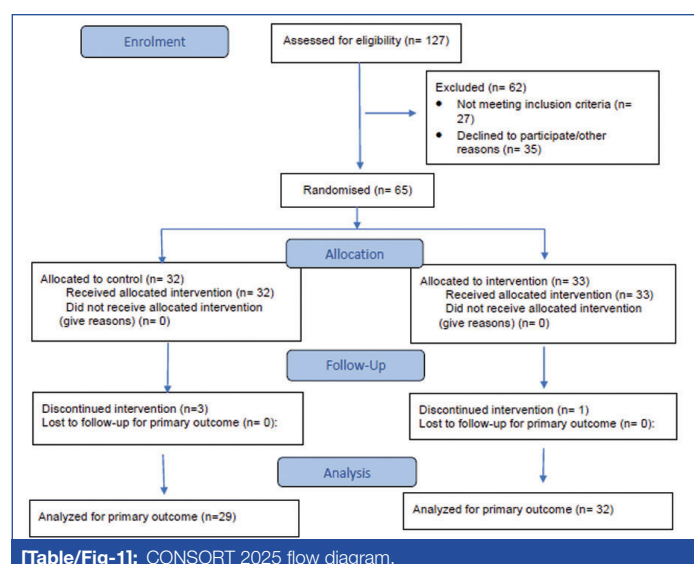 Enrolment
Assessed for eligibility (n= 127)
Excluded (n= 62)
● Not meeting inclusion criteria (n=
27)
● Declined to participate/other
reasons (n= 35)
Randomised (n= 65)
Allocation
Allocated to control (n= 32)
Received allocated intervention (n= 32)
Did not receive allocated intervention
(give reasons) (n= 0)
Allocated to intervention (n= 33)
Received allocated intervention (n= 33)
Did not receive allocated intervention
(give reasons) (n= 0)
Follow-Up
Discontinued intervention (n=3)
Lost to follow-up for primary outcome (n= 0):
Discontinued intervention (n= 1)
Lost to follow-up for primary outcome (n= 0):
Analysis
Analyzed for primary outcome (n=29)
Analyzed for primary outcome (n= 32)
[Table/Fig-1]: CONSORT 2025 flow diagram.